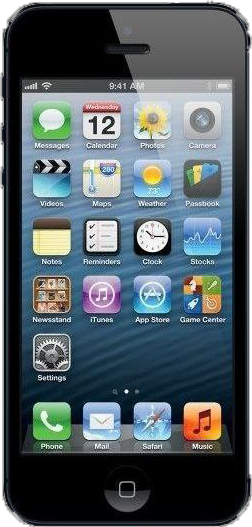 9:41 AM
Wednesday
12 280
73°
Messages Calendar Photos Camera
Videos Maps Weather Passbook
Notes Reminders Clock Stocks
Newsstand iTunes App Store Game Center
Settings
Phone Mail Safari Music